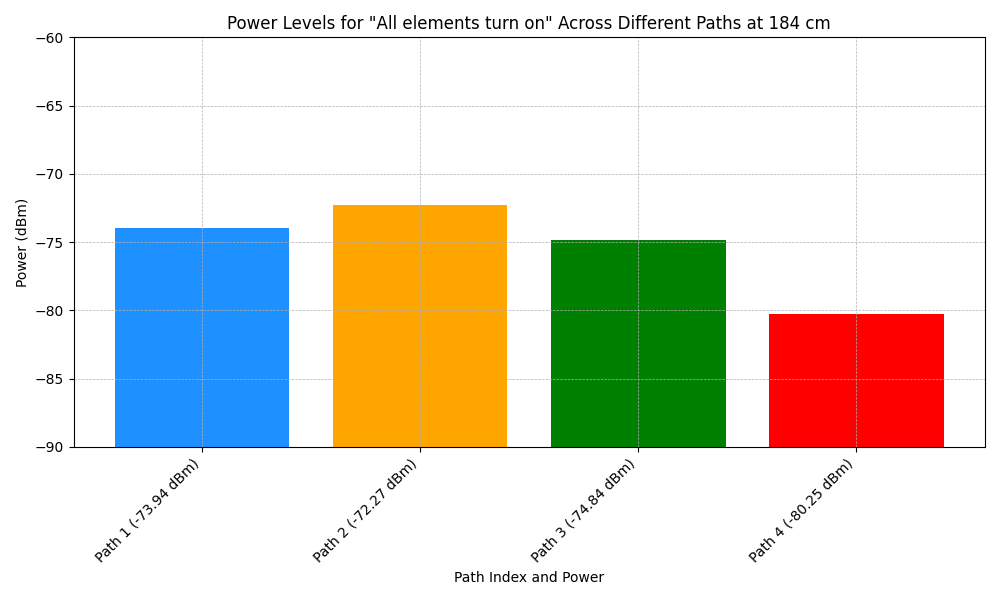 Power Levels for "All elements turn on" Across Different Paths at 184 cm
Power (dBm)
−60
−65
−70
−75
−80
−85
−90
Path 1 (-73.94 dBm)
Path 2 (-72.27 dBm)
Path 3 (-74.84 dBm)
Path 4 (-80.25 dBm)
Path Index and Power